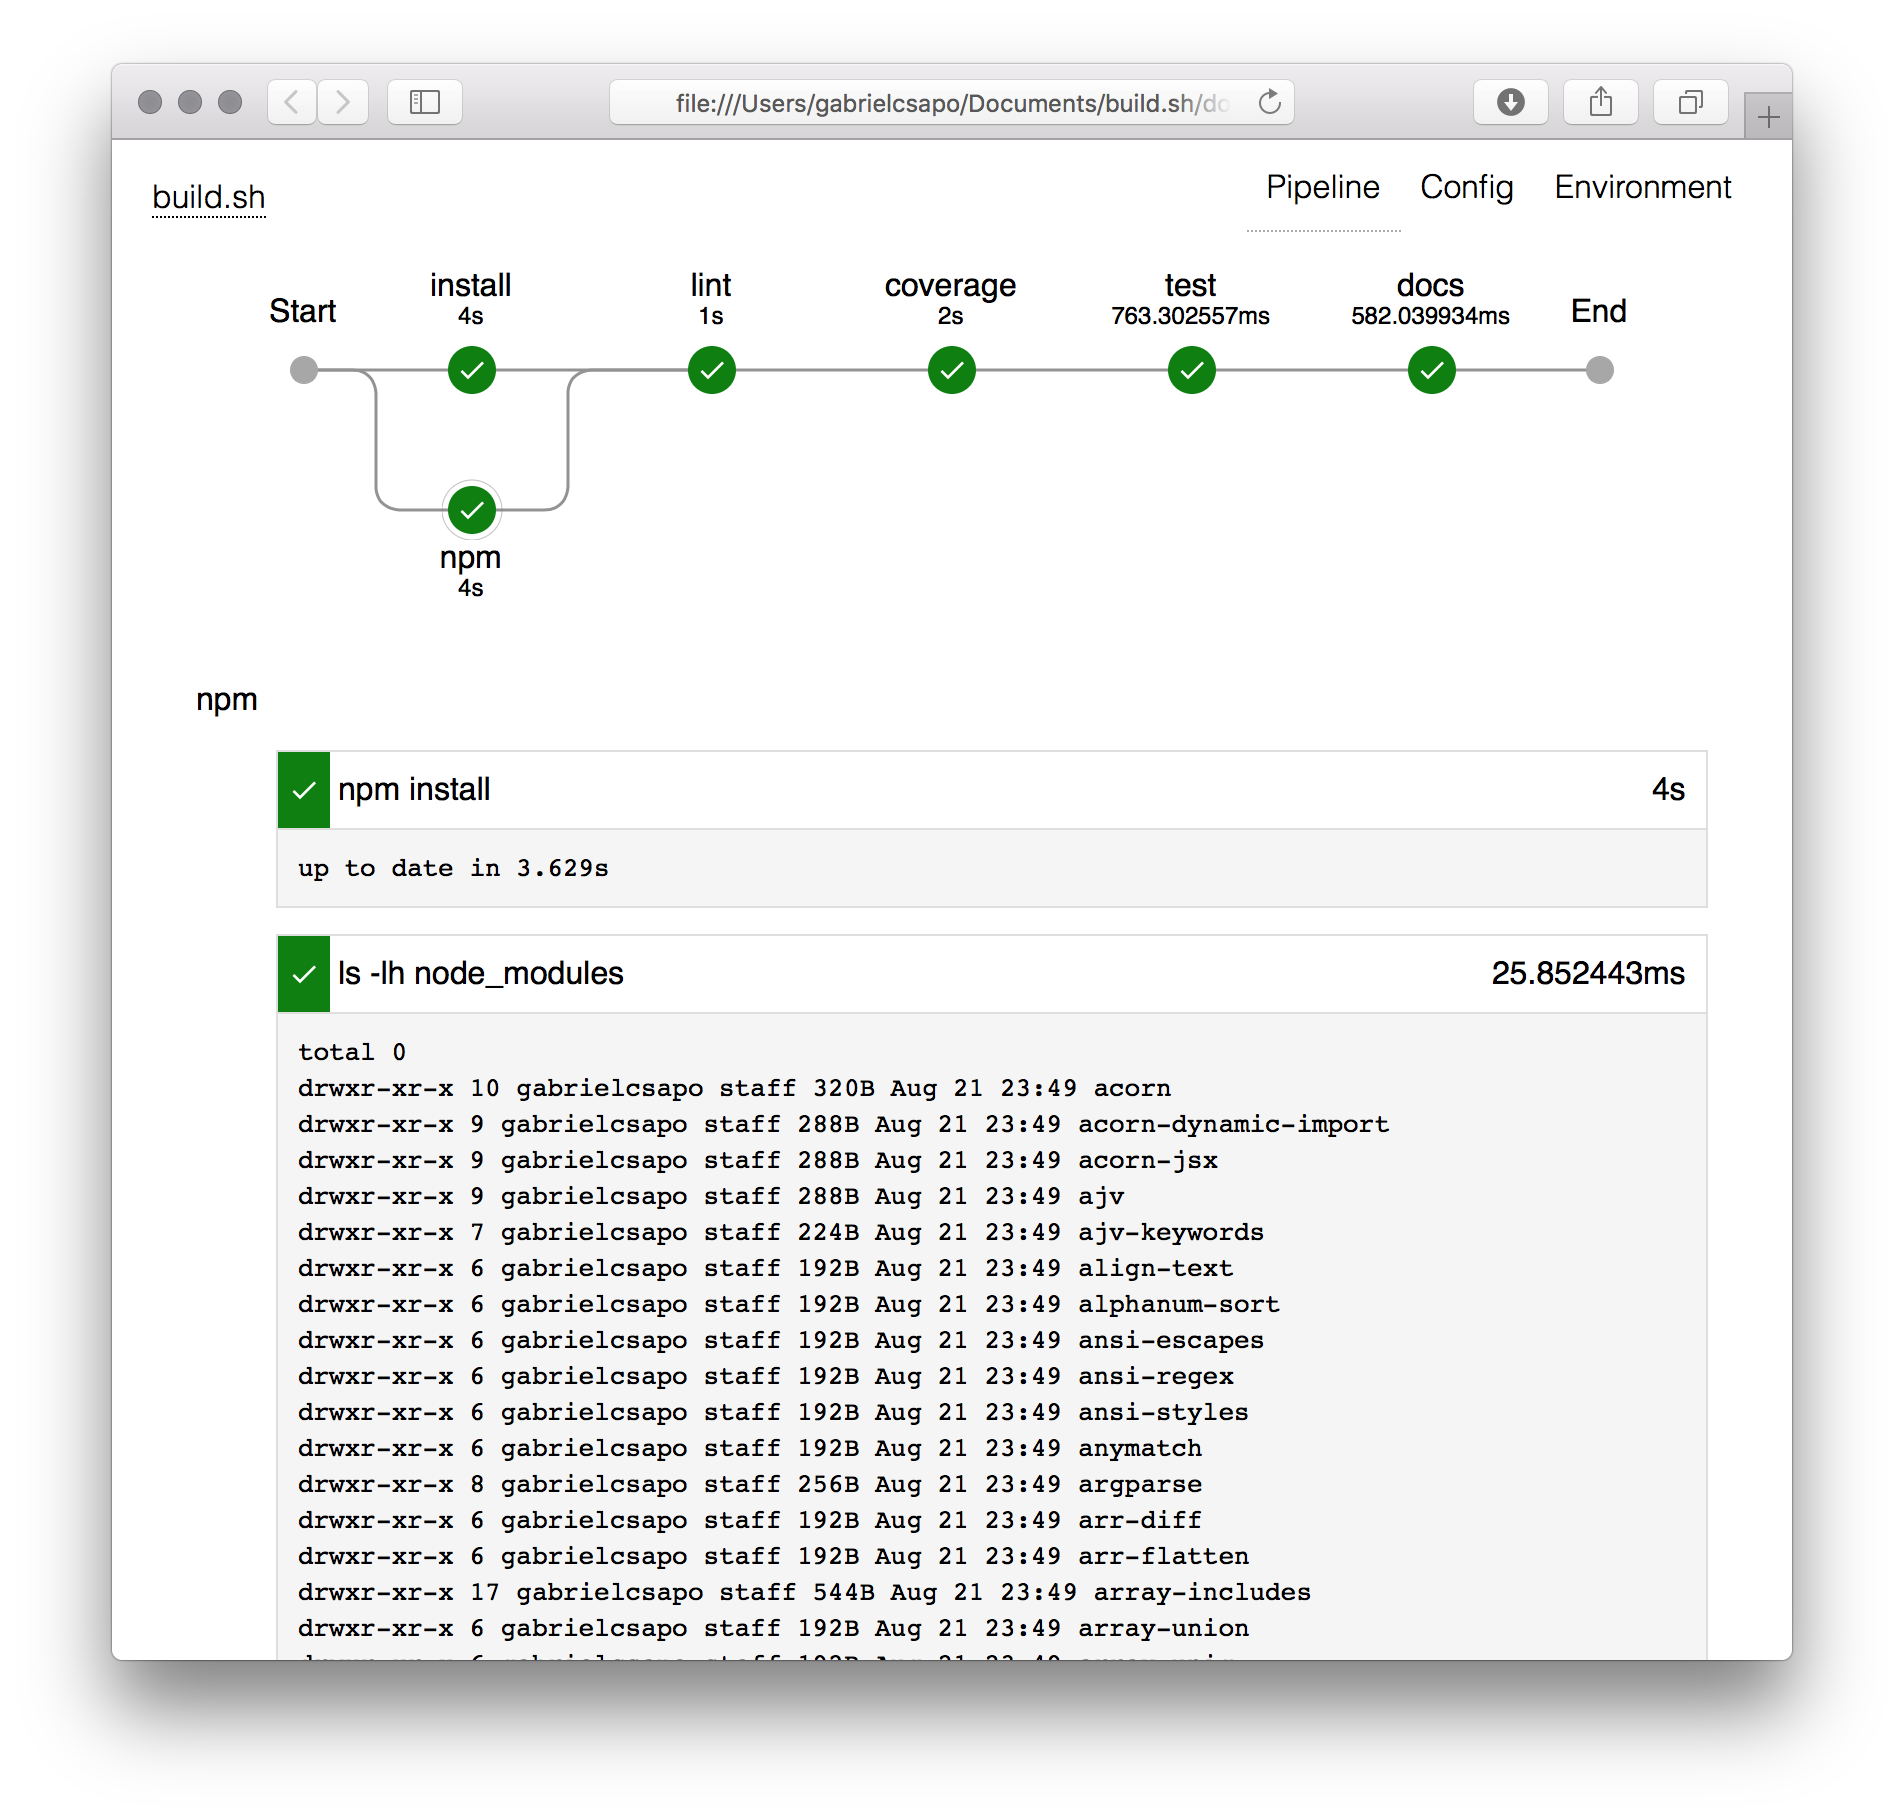 file:///Users/gabrielcsapo/Documents/build.sh/do
build.sh
Pipeline Config Environment
Start
install
4s
lint
1s
coverage
2s
test
763.302557ms
docs
582.039934ms
End
npm
4s
npm
npm install 4s
up to date in 3.629s
ls -lh node_modules 25.852443ms
total 0
drwxr-xr-x 10 gabrielcsapo staff 320B Aug 21 23:49 acorn
drwxr-xr-x 9 gabrielcsapo staff 288B Aug 21 23:49 acorn-dynamic-import
drwxr-xr-x 9 gabrielcsapo staff 288B Aug 21 23:49 acorn-jsx
drwxr-xr-x 9 gabrielcsapo staff 288B Aug 21 23:49 ajv
drwxr-xr-x 7 gabrielcsapo staff 224B Aug 21 23:49 ajv-keywords
drwxr-xr-x 6 gabrielcsapo staff 192B Aug 21 23:49 align-text
drwxr-xr-x 6 gabrielcsapo staff 192B Aug 21 23:49 alphanum-sort
drwxr-xr-x 6 gabrielcsapo staff 192B Aug 21 23:49 ansi-escapes
drwxr-xr-x 6 gabrielcsapo staff 192B Aug 21 23:49 ansi-regex
drwxr-xr-x 6 gabrielcsapo staff 192B Aug 21 23:49 ansi-styles
drwxr-xr-x 6 gabrielcsapo staff 192B Aug 21 23:49 anymatch
drwxr-xr-x 8 gabrielcsapo staff 256B Aug 21 23:49 argparse
drwxr-xr-x 6 gabrielcsapo staff 192B Aug 21 23:49 arr-diff
drwxr-xr-x 6 gabrielcsapo staff 192B Aug 21 23:49 arr-flatten
drwxr-xr-x 17 gabrielcsapo staff 544B Aug 21 23:49 array-includes
drwxr-xr-x 6 gabrielcsapo staff 192B Aug 21 23:49 array-union